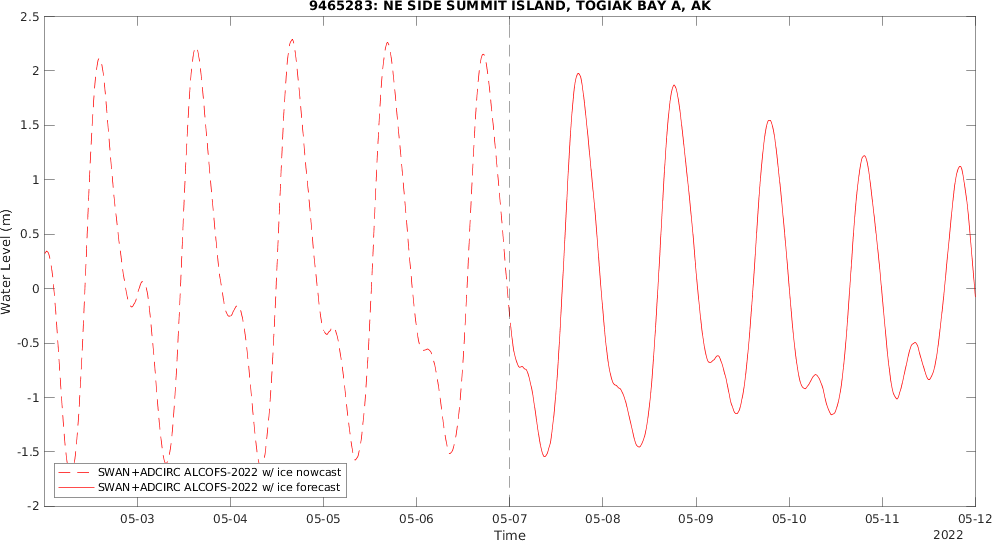 9465283: NE SIDE SUMMIT ISLAND, TOGIAK BAY A, AK
2.5
2
1.5
1
0.5
0
-0.5
-1
-1.5
-2
Water Level (m)
SWAN+ADCIRC ALCOFS-2022 w/ ice nowcast
SWAN+ADCIRC ALCOFS-2022 w/ ice forecast
05-03 05-04 05-05 05-06 05-07 05-08 05-09 05-10 05-11 05-12
Time
2022